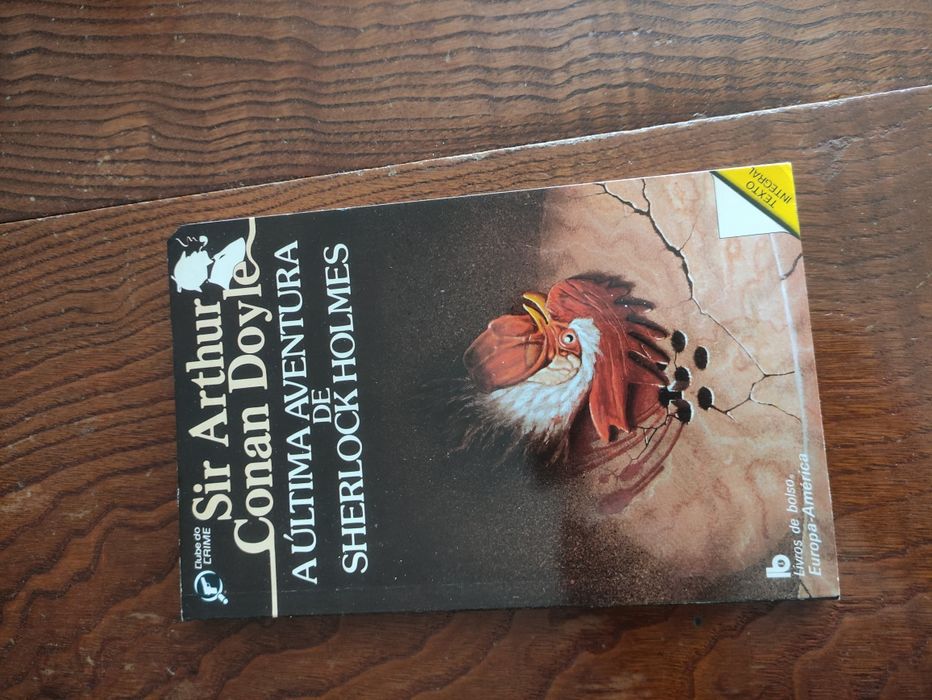 Clube do
CRIME
Sir Arthur
Conan Doyle
A ÚLTIMA AVENTURA
DE
SHERLOCK HOLMES
TEXTO
INTEGRAL
lb
Livros de bolso
Europa-América